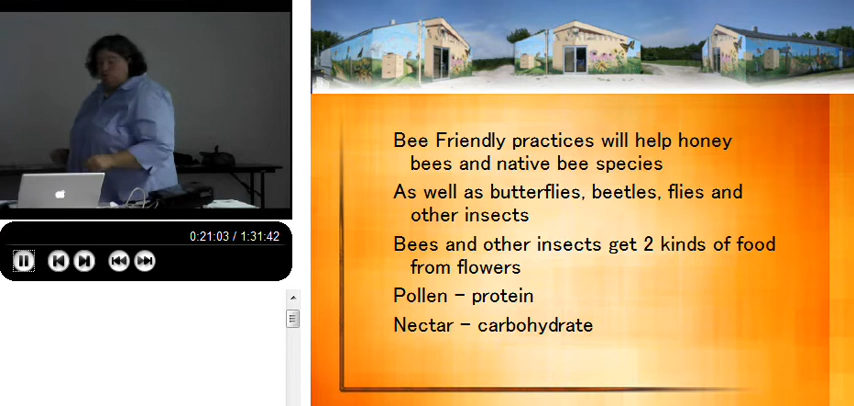 0:21:03 / 1:31:42
Bee Friendly practices will help honey
bees and native bee species
As well as butterflies, beetles, flies and
other insects
Bees and other insects get 2 kinds of food
from flowers
Pollen – protein
Nectar – carbohydrate